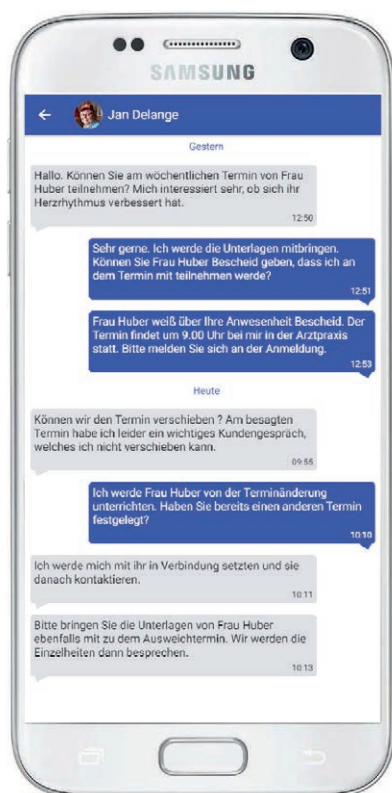 SAMSUNG
Jan Delange
Gestern
Hallo. Können Sie am wöchentlichen Termin von Frau
Huber teilnehmen? Mich interessiert sehr, ob sich ihr
Herzrhythmus verbessert hat.
12:50
Sehr gerne. Ich werde die Unterlagen mitbringen.
Können Sie Frau Huber Bescheid geben, dass ich an
dem Termin mit teilnehmen werde?
12:51
Frau Huber weiß über Ihre Anwesenheit Bescheid. Der
Termin findet um 9.00 Uhr bei mir in der Arztpraxis
statt. Bitte melden Sie sich an der Anmeldung.
12:53
Heute
Können wir den Termin verschieben ? Am besagten
Termin habe ich leider ein wichtiges Kundengespräch,
welches ich nicht verschieben kann.
09:55
Ich werde Frau Huber von der Terminänderung
unterrichten. Haben Sie bereits einen anderen Termin
festgelegt?
10:10
Ich werde mich mit ihr in Verbindung setzten und sie
danach kontaktieren.
10:11
Bitte bringen Sie die Unterlagen von Frau Huber
ebenfalls mit zu dem Ausweichtermin. Wir werden die
Einzelheiten dann besprechen.
10:13